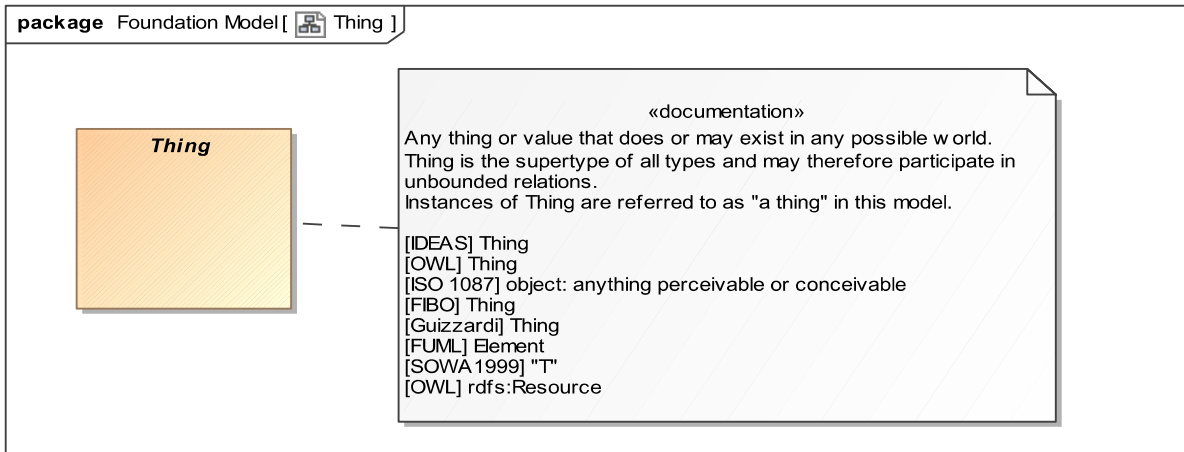 package Foundation Model [ Thing ]
Thing
«documentation»
Any thing or value that does or may exist in any possible world.
Thing is the supertype of all types and may therefore participate in
unbounded relations.
Instances of Thing are referred to as "a thing" in this model.
[IDEAS] Thing
[OWL] Thing
[ISO 1087] object: anything perceivable or conceivable
[FIBO] Thing
[Guizzardi] Thing
[FUML] Element
[SOWA1999] "T"
[OWL] rdfs:Resource